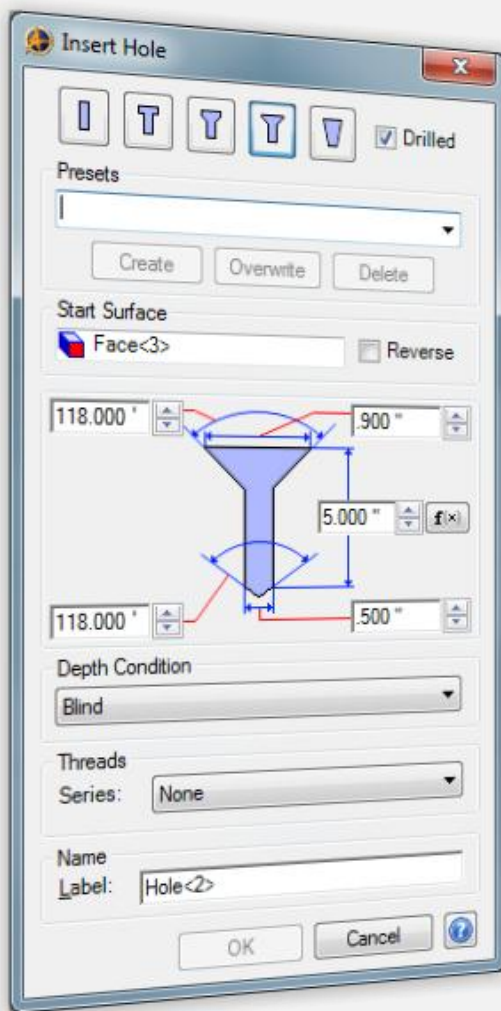 Insert Hole
Drilled
Presets
Create Overwrite Delete
Start Surface
Face<3> Reverse
118.000 ' .900 "
5.000 " f(x)
118.000 ' .500 "
Depth Condition
Blind
Threads
Series: None
Name
Label: Hole<2>
OK Cancel